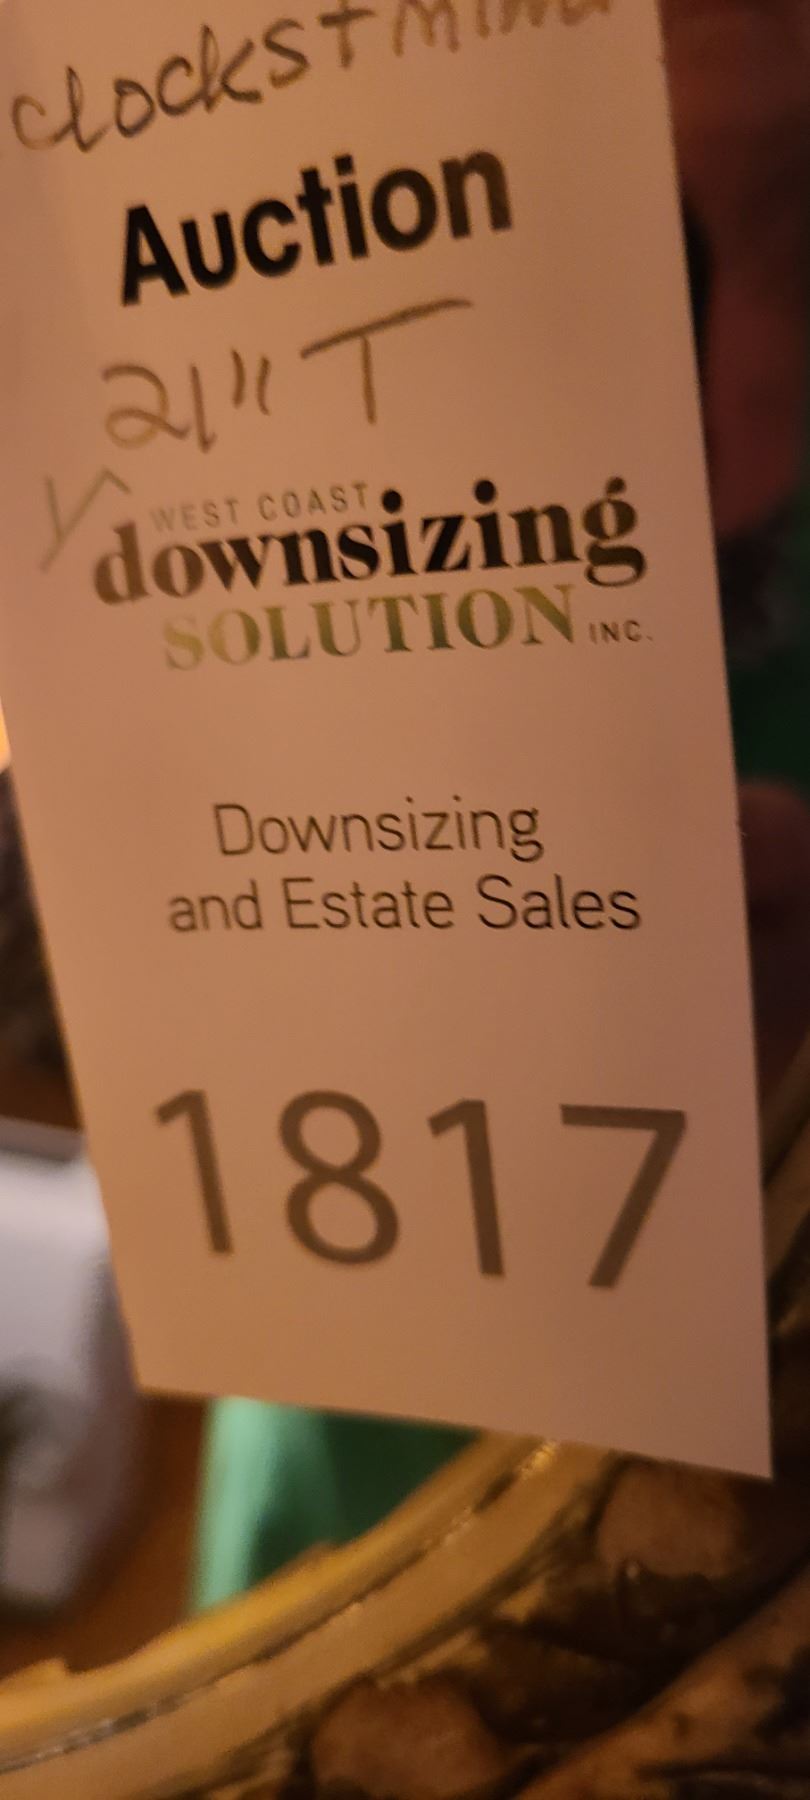 clocks +
Auction
21" T
WEST COAST
downsizing
SOLUTION INC.
Downsizing
and Estate Sales
1817